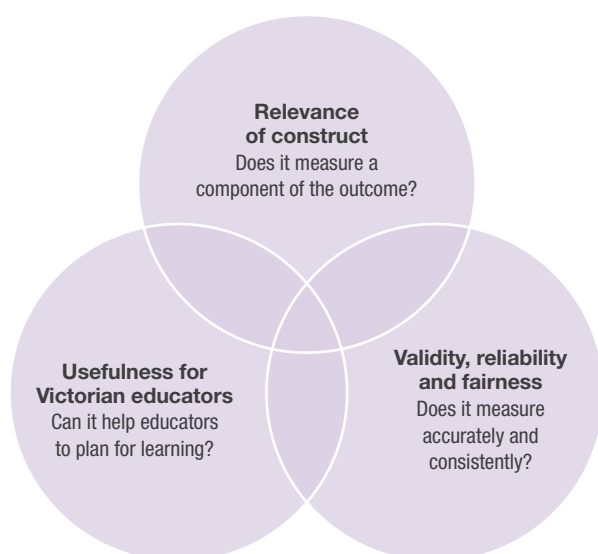 Relevance
of construct
Does it measure a
component of the outcome?
Usefulness for
Victorian educators
Can it help educators
to plan for learning?
Validity, reliability
and fairness
Does it measure
accurately and
consistently?